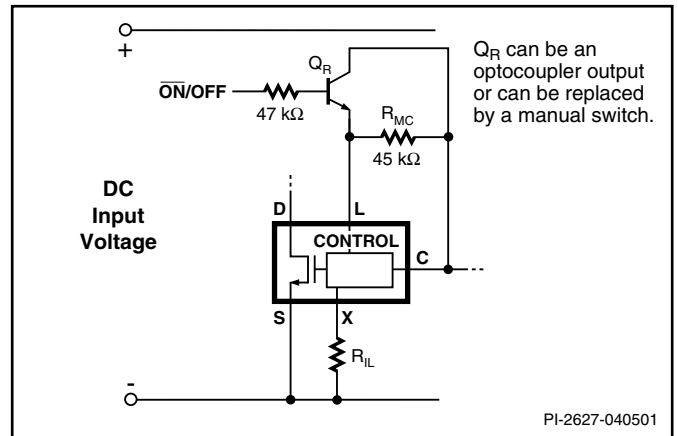 +
Q_R
Q_R can be an
optocoupler output
or can be replaced
by a manual switch.
O̅N̅/OFF
47 kΩ
R_MC
45 kΩ
DC
Input
Voltage
D
L
CONTROL
C
S
X
R_IL
-
PI-2627-040501